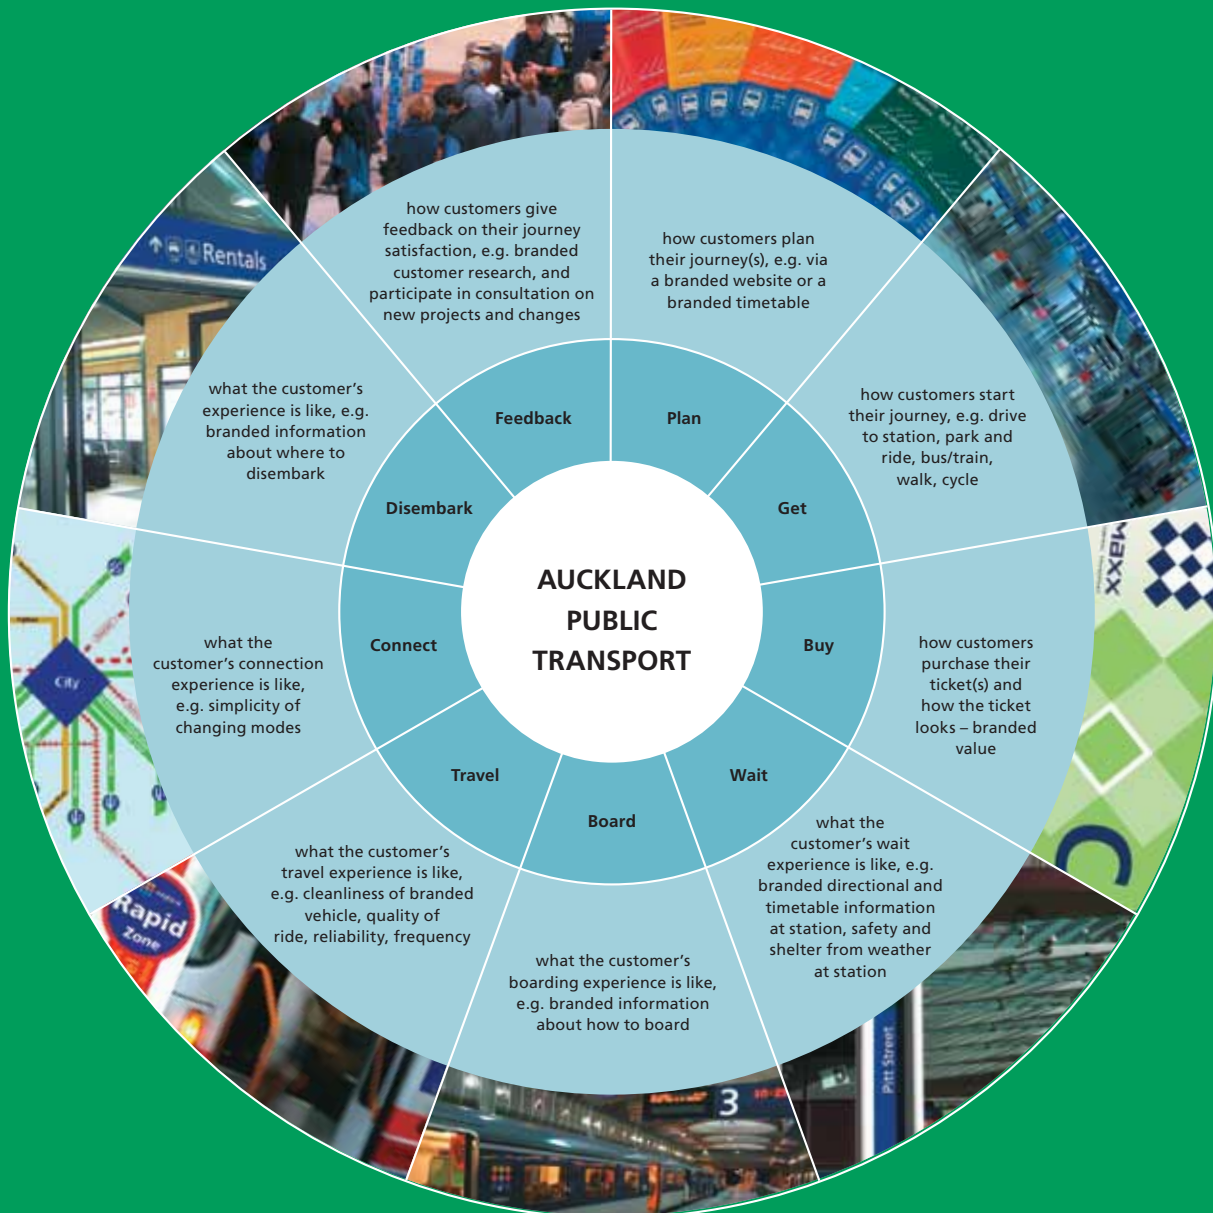 AUCKLAND
PUBLIC
TRANSPORT
Plan
how customers plan
their journey(s), e.g. via
a branded website or a
branded timetable
Get
how customers start
their journey, e.g. drive
to station, park and
ride, bus/train,
walk, cycle
Buy
how customers
purchase their
ticket(s) and
how the ticket
looks – branded
value
Wait
what the
customer's wait
experience is like, e.g.
branded directional and
timetable information
at station, safety and
shelter from weather
at station
Board
what the customer's
boarding experience is like,
e.g. branded information
about how to board
Travel
what the customer's
travel experience is like,
e.g. cleanliness of branded
vehicle, quality of
ride, reliability, frequency
Connect
what the
customer's connection
experience is like,
e.g. simplicity of
changing modes
Disembark
what the customer's
experience is like, e.g.
branded information
about where to
disembark
Feedback
how customers give
feedback on their journey
satisfaction, e.g. branded
customer research, and
participate in consultation on
new projects and changes
maxx
C
Pitt Street
3
Rapid
Zone
City
Rentals